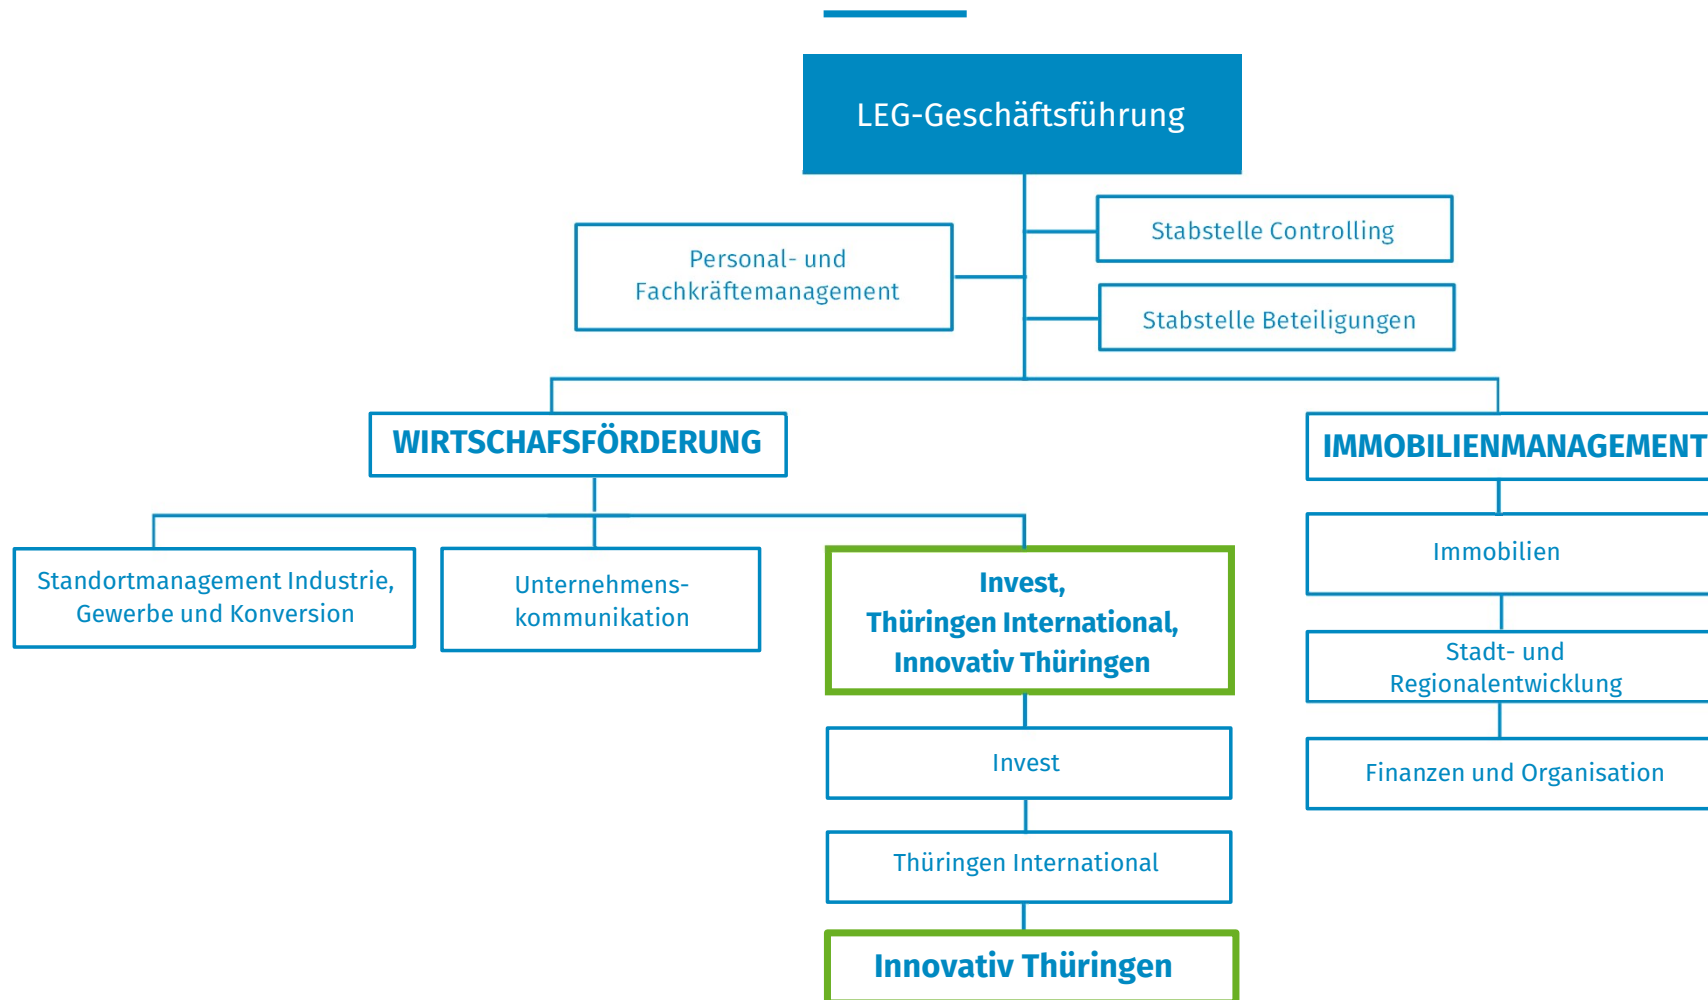 LEG-Geschäftsführung
Stabstelle Controlling
Personal- und
Fachkräftemanagement
Stabstelle Beteiligungen
WIRTSCHAFSFÖRDERUNG
IMMOBILIENMANAGEMENT
Standortmanagement Industrie,
Gewerbe und Konversion
Unternehmens-
kommunikation
Invest,
Thüringen International,
Innovativ Thüringen
Invest
Thüringen International
Innovativ Thüringen
Immobilien
Stadt- und
Regionalentwicklung
Finanzen und Organisation